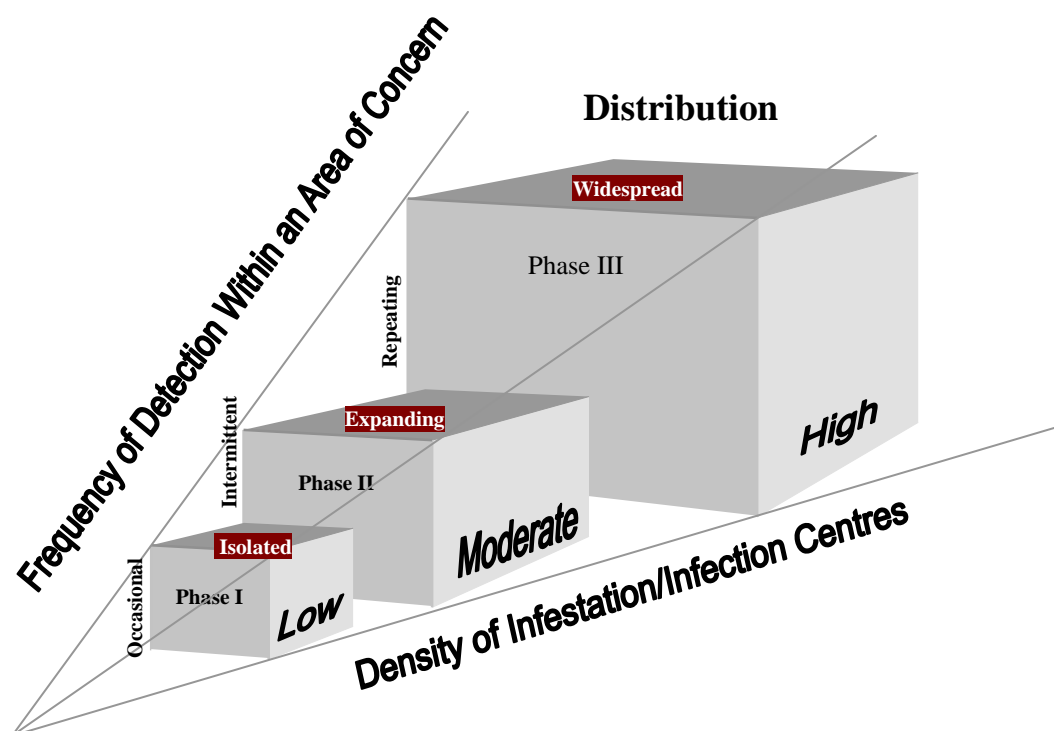 Frequency of Detection Within an Area of Concern
Distribution
Widespread
Phase III
Repeating
High
Expanding
Intermittent
Phase II
Moderate
Isolated
Occasional
Phase I
Low
Density of Infestation/Infection Centres